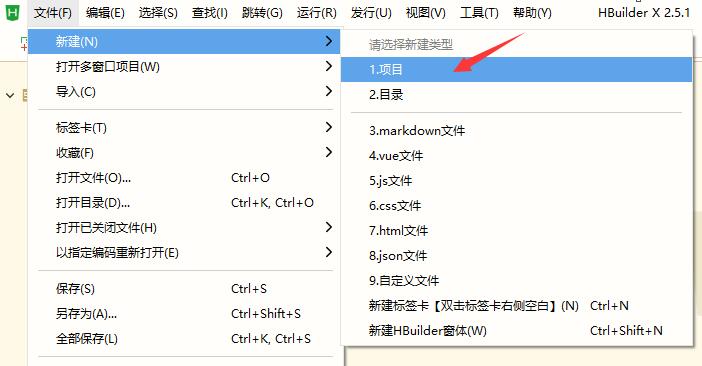 文件(F) 编辑(E) 选择(S) 查找(I) 跳转(G) 运行(R) 发行(U) 视图(V) 工具(T) 帮助(Y) HBuilder X 2.5.1
新建(N)
打开多窗口项目(W)
导入(C)
标签卡(T)
收藏(F)
打开文件(O)... Ctrl+O
打开目录(D)... Ctrl+K, Ctrl+O
打开已关闭文件(H)
以指定编码重新打开(E)
保存(S) Ctrl+S
另存为(A)... Ctrl+Shift+S
全部保存(L) Ctrl+K, Ctrl+S
请选择新建类型
1.项目
2.目录
3.markdown文件
4.vue文件
5.js文件
6.css文件
7.html文件
8.json文件
9.自定义文件
新建标签卡【双击标签卡右侧空白】(N) Ctrl+N
新建HBuilder窗体(W) Ctrl+Shift+N